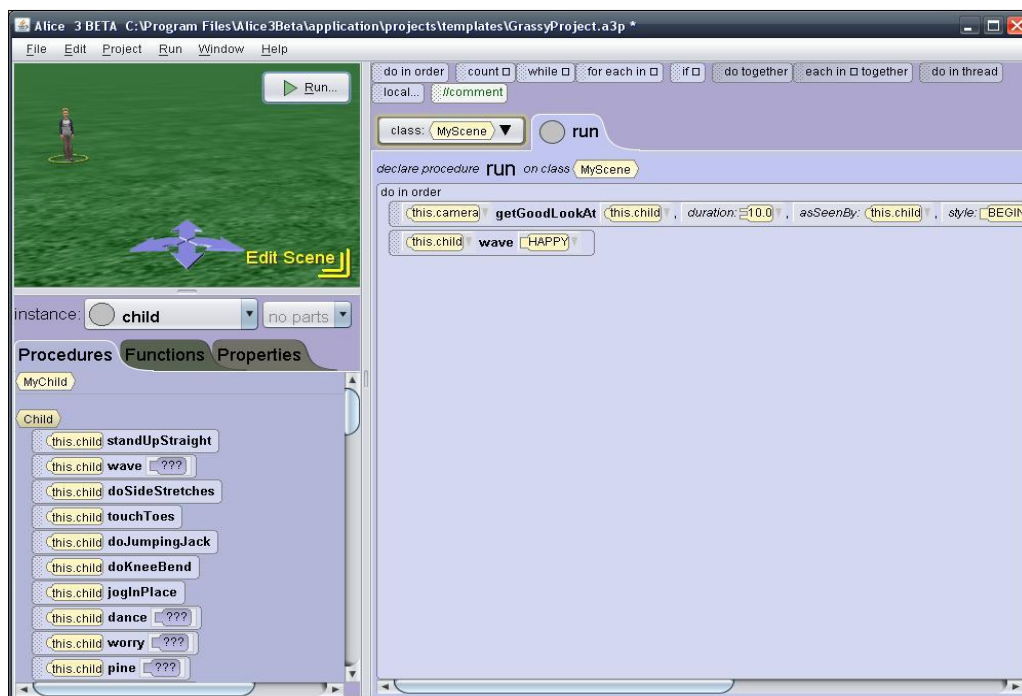 Alice 3 BETA C:\Program Files\Alice3Beta\application\projects\templates\GrassyProject.a3p *
File Edit Project Run Window Help
Run...
Edit Scene
instance: child no parts
Procedures Functions Properties
MyChild
Child
this.child standUpStraight
this.child wave ???
this.child doSideStretches
this.child touchToes
this.child doJumpingJack
this.child doKneeBend
this.child jogInPlace
this.child dance ???
this.child worry ???
this.child pine ???
do in order count while for each in if do together each in together do in thread
local... //comment
class: MyScene run
declare procedure run on class MyScene
do in order
this.camera getGoodLookAt this.child , duration: 10.0 , asSeenBy: this.child , style: BEGIN
this.child wave HAPPY